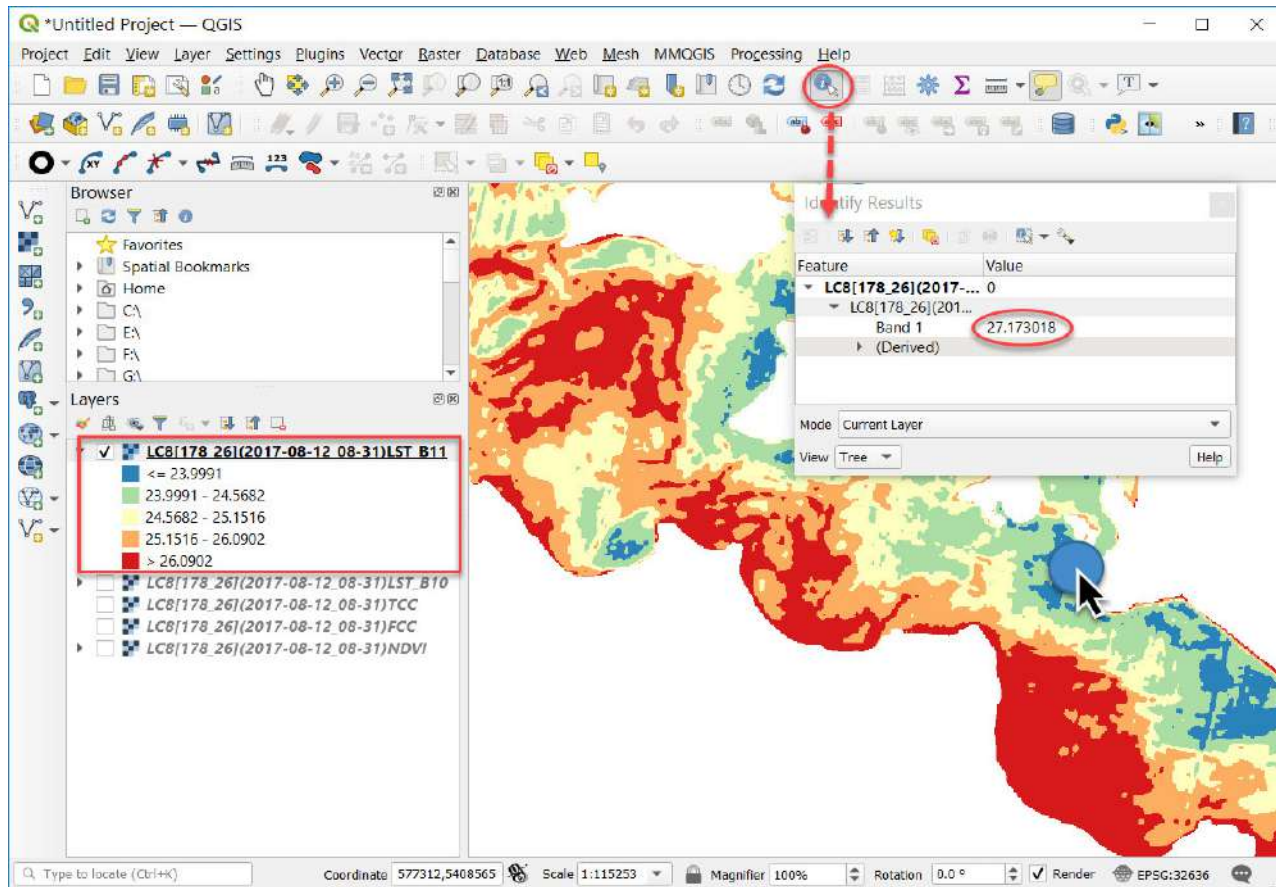 *Untitled Project — QGIS
Project Edit View Layer Settings Plugins Vector Raster Database Web Mesh MMQGIS Processing Help
Browser
Favorites
Spatial Bookmarks
Home
C:\
E:\
F:\
G:\
Layers
LC8[178_26](2017-08-12_08-31)LST_B11
<= 23.9991
23.9991 - 24.5682
24.5682 - 25.1516
25.1516 - 26.0902
> 26.0902
LC8[178_26](2017-08-12_08-31)LST_B10
LC8[178_26](2017-08-12_08-31)TCC
LC8[178_26](2017-08-12_08-31)FCC
LC8[178_26](2017-08-12_08-31)NDVI
Identify Results
Feature Value
LC8[178_26](2017-... 0
LC8[178_26](201...
Band 1 27.173018
(Derived)
Mode Current Layer
View Tree Help
Type to locate (Ctrl+K) Coordinate 577312,5408565 Scale 1:115253 Magnifier 100% Rotation 0.0 ° Render EPSG:32636